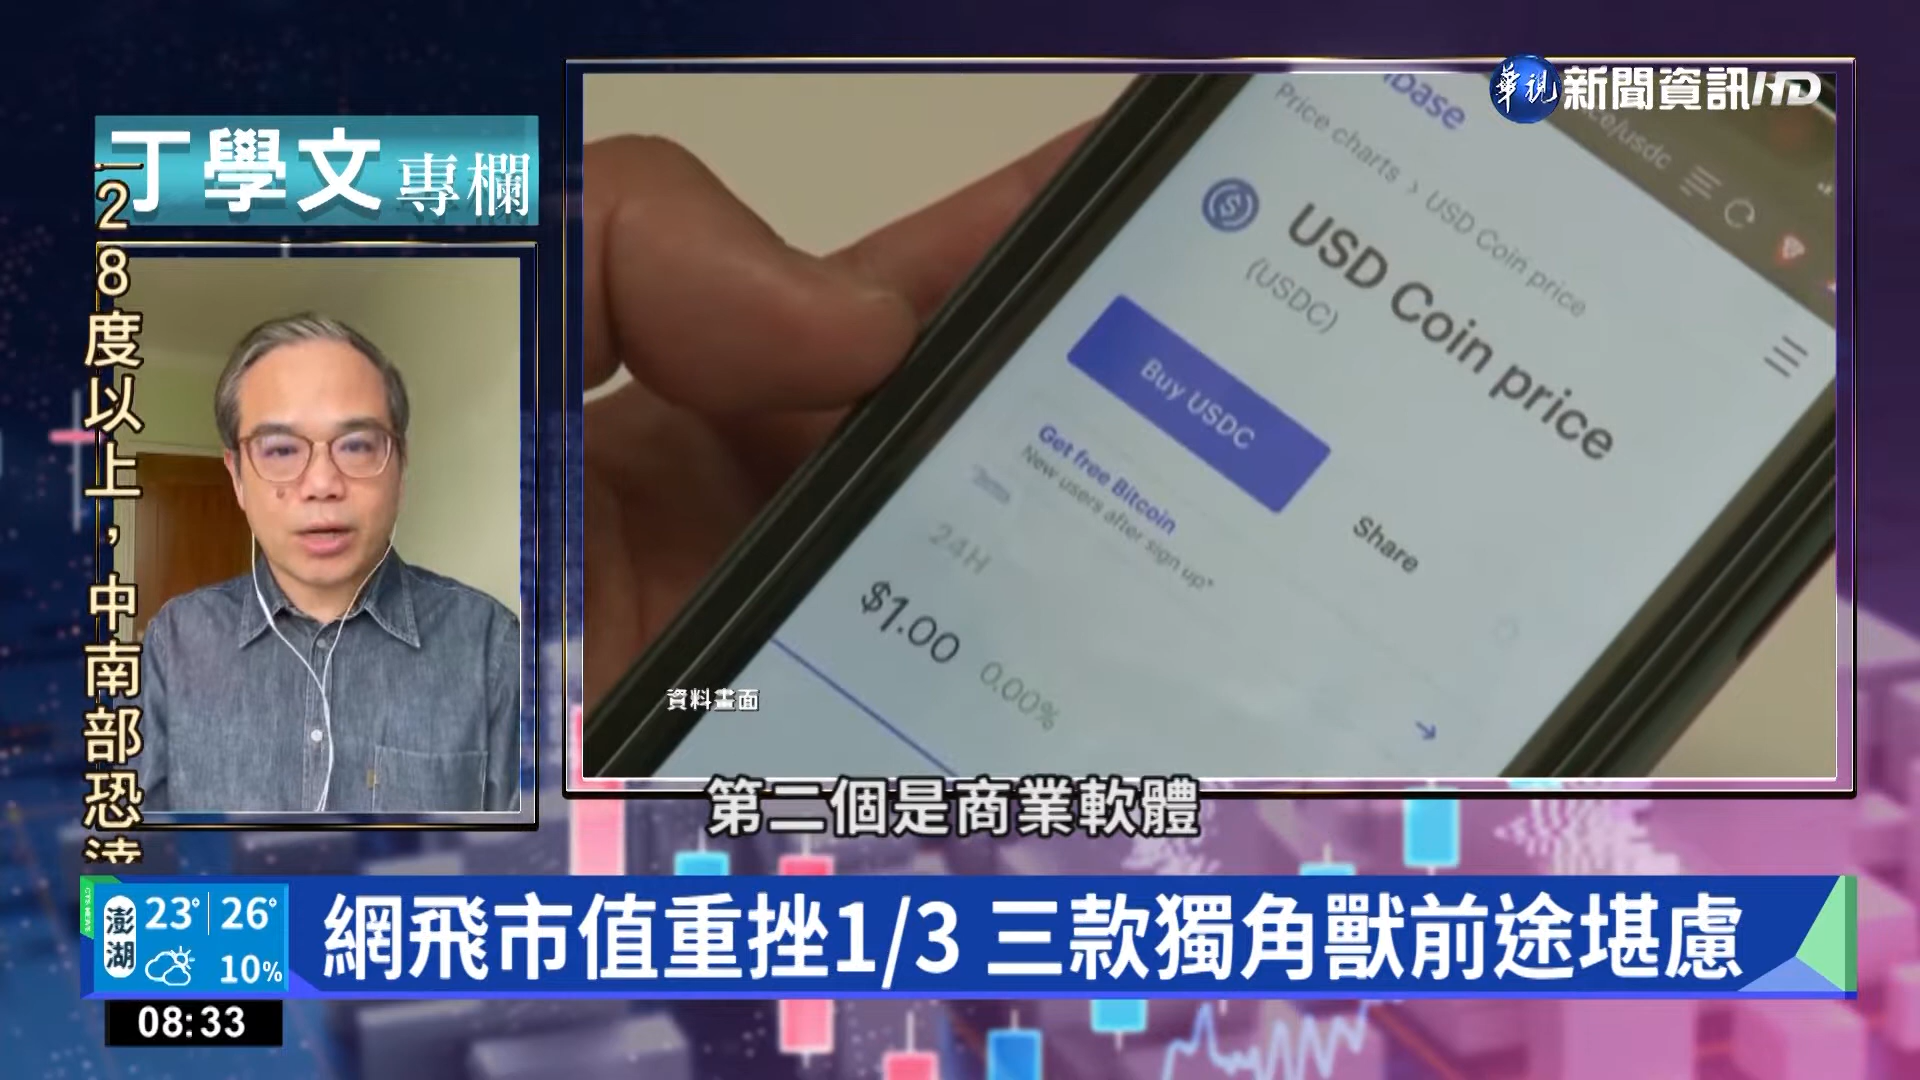 華視新聞資訊HD
丁學文專欄
28度以上，中南部恐達
base
ce/usdc
Price charts > USD Coin price
USD Coin price
(USDC)
Buy USDC
Share
Get free Bitcoin
New users after sign up*
24H
$1.00 0.00%
資料畫面
第二個是商業軟體
澎湖
23° 26°
10%
網飛市值重挫1/3 三款獨角獸前途堪慮
08:33